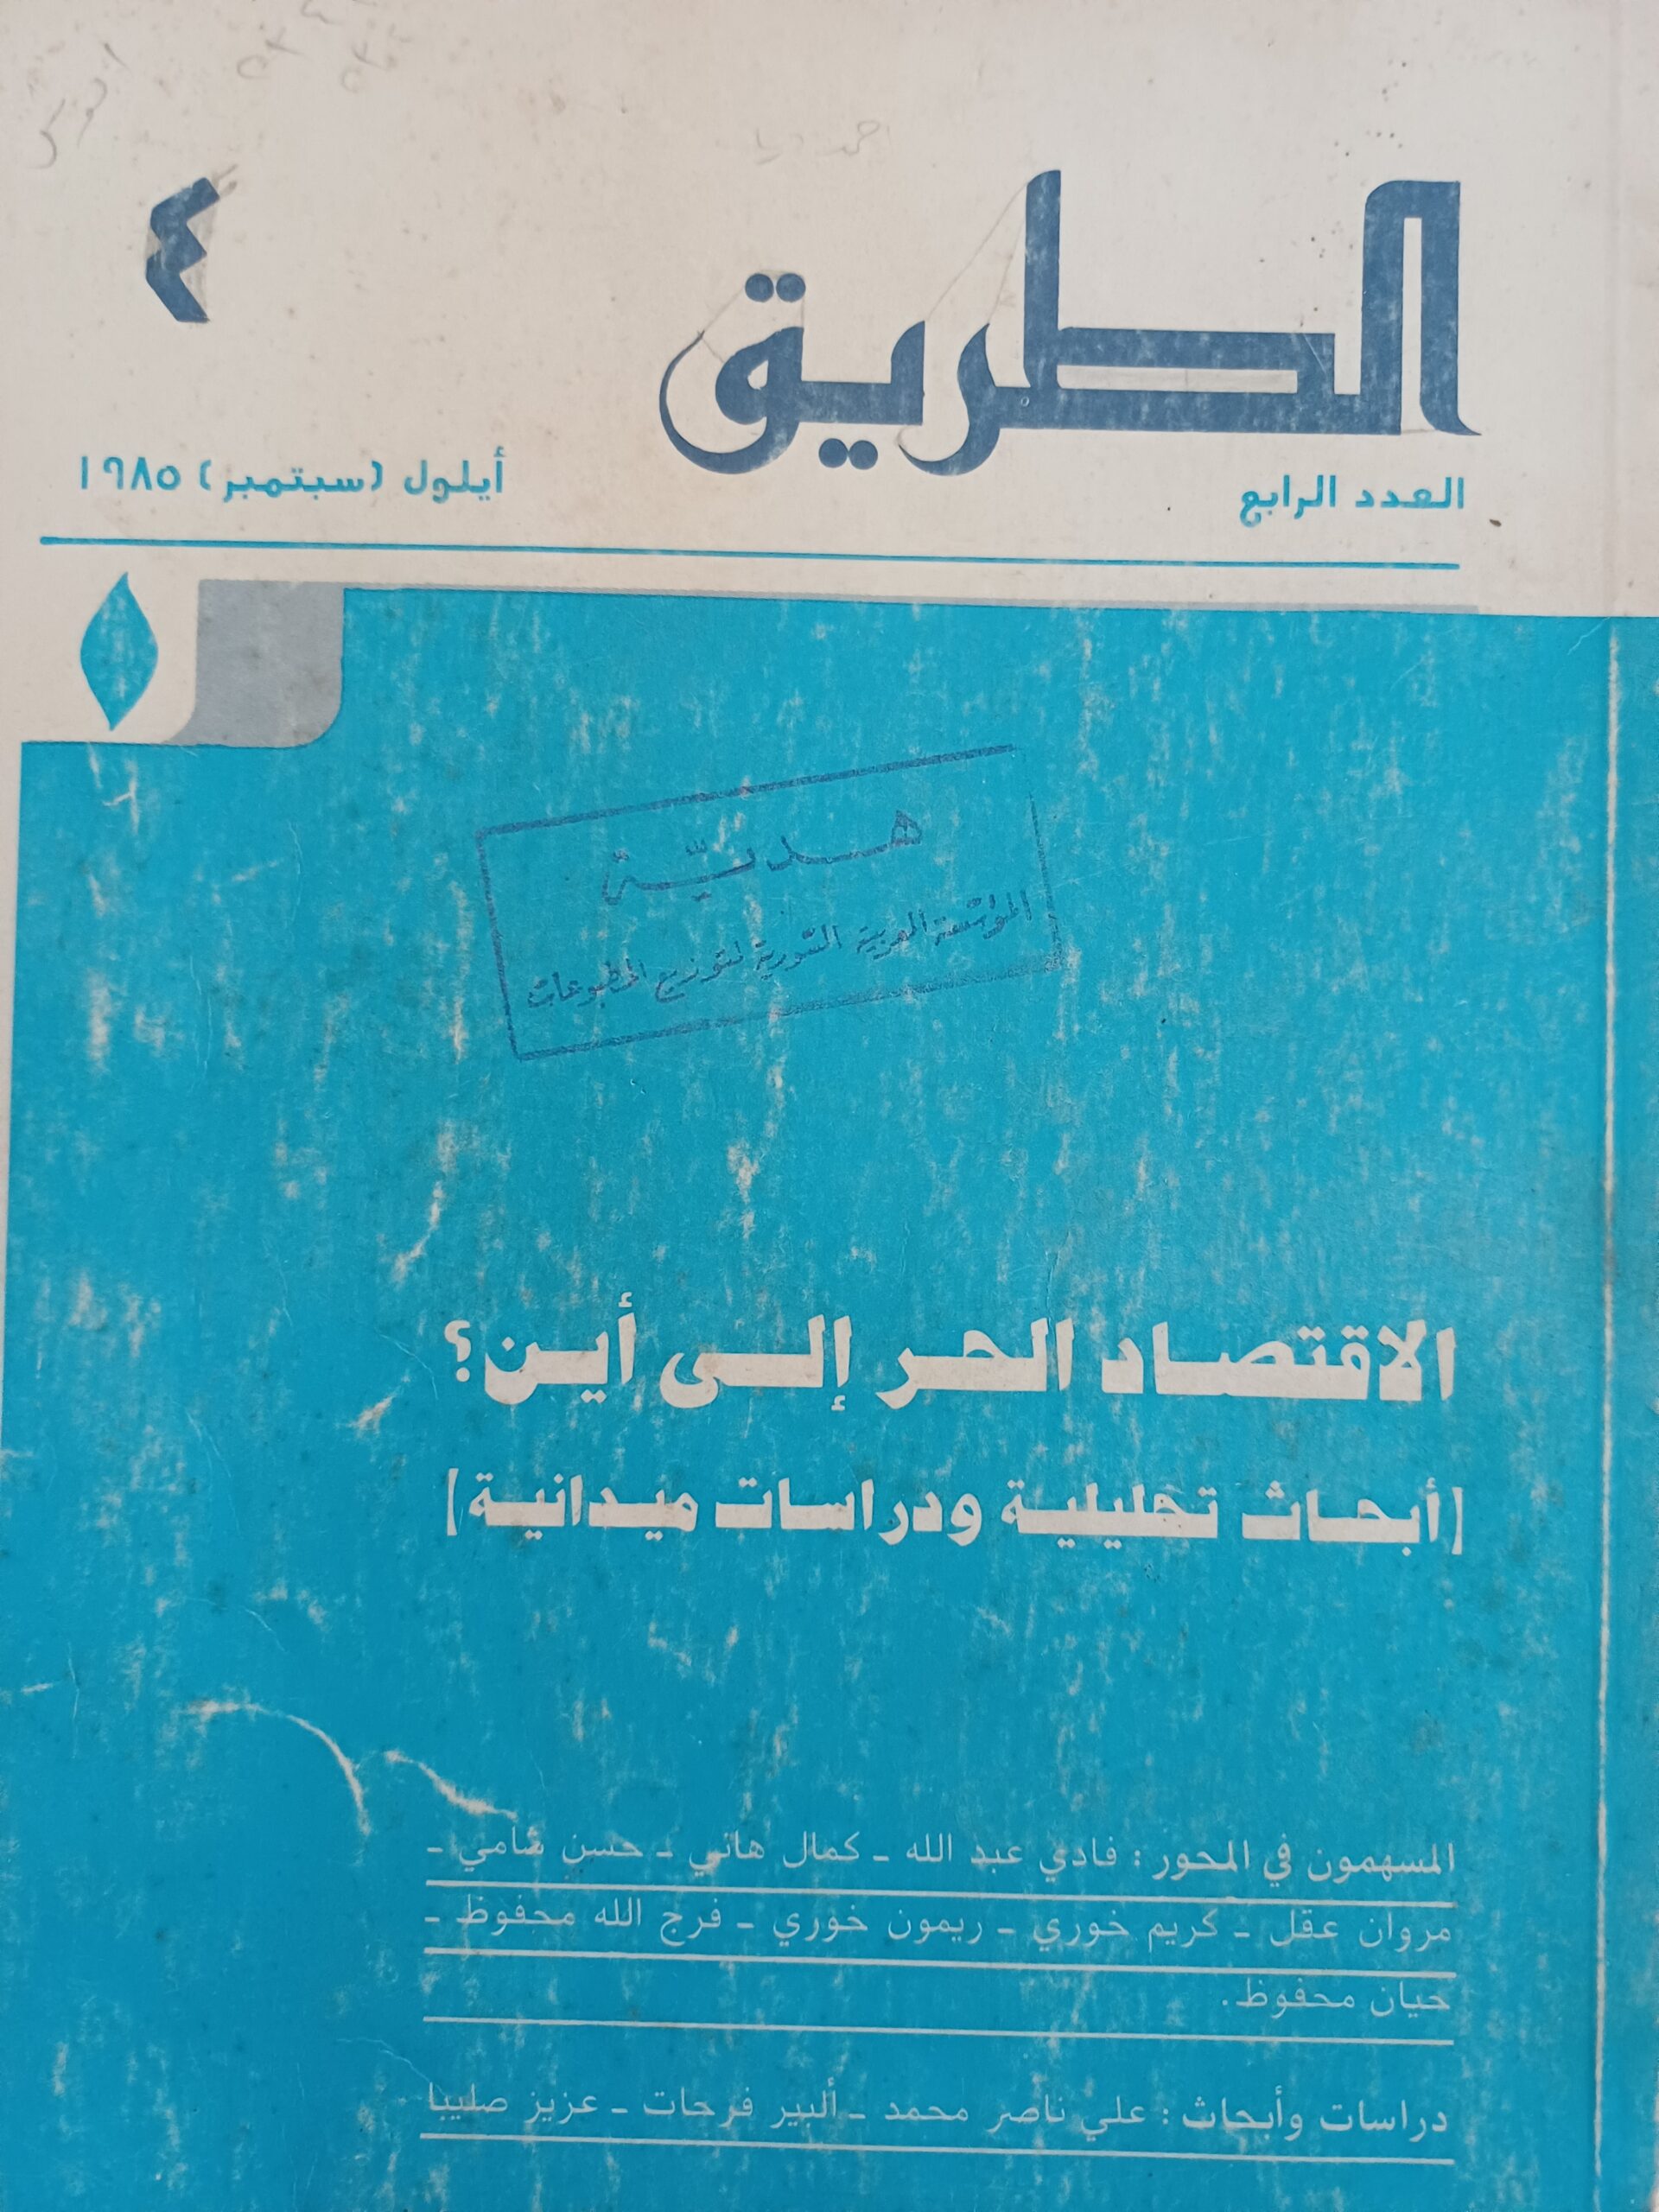 الطريق
٤
العدد الرابع
أيلول (سبتمبر) ١٩٨٥
هديّة
المؤسسة العربية السورية لتوزيع المطبوعات
الاقتصاد الحر إلى أين؟
[أبحاث تحليلية ودراسات ميدانية]
المسهمون في المحور : فادي عبد الله - كمال هاني - حسن شامي -
مروان عقل - كريم خوري - ريمون خوري - فرج الله محفوظ -
حيان محفوظ.
دراسات وأبحاث : علي ناصر محمد - ألبير فرحات - عزيز صليبا